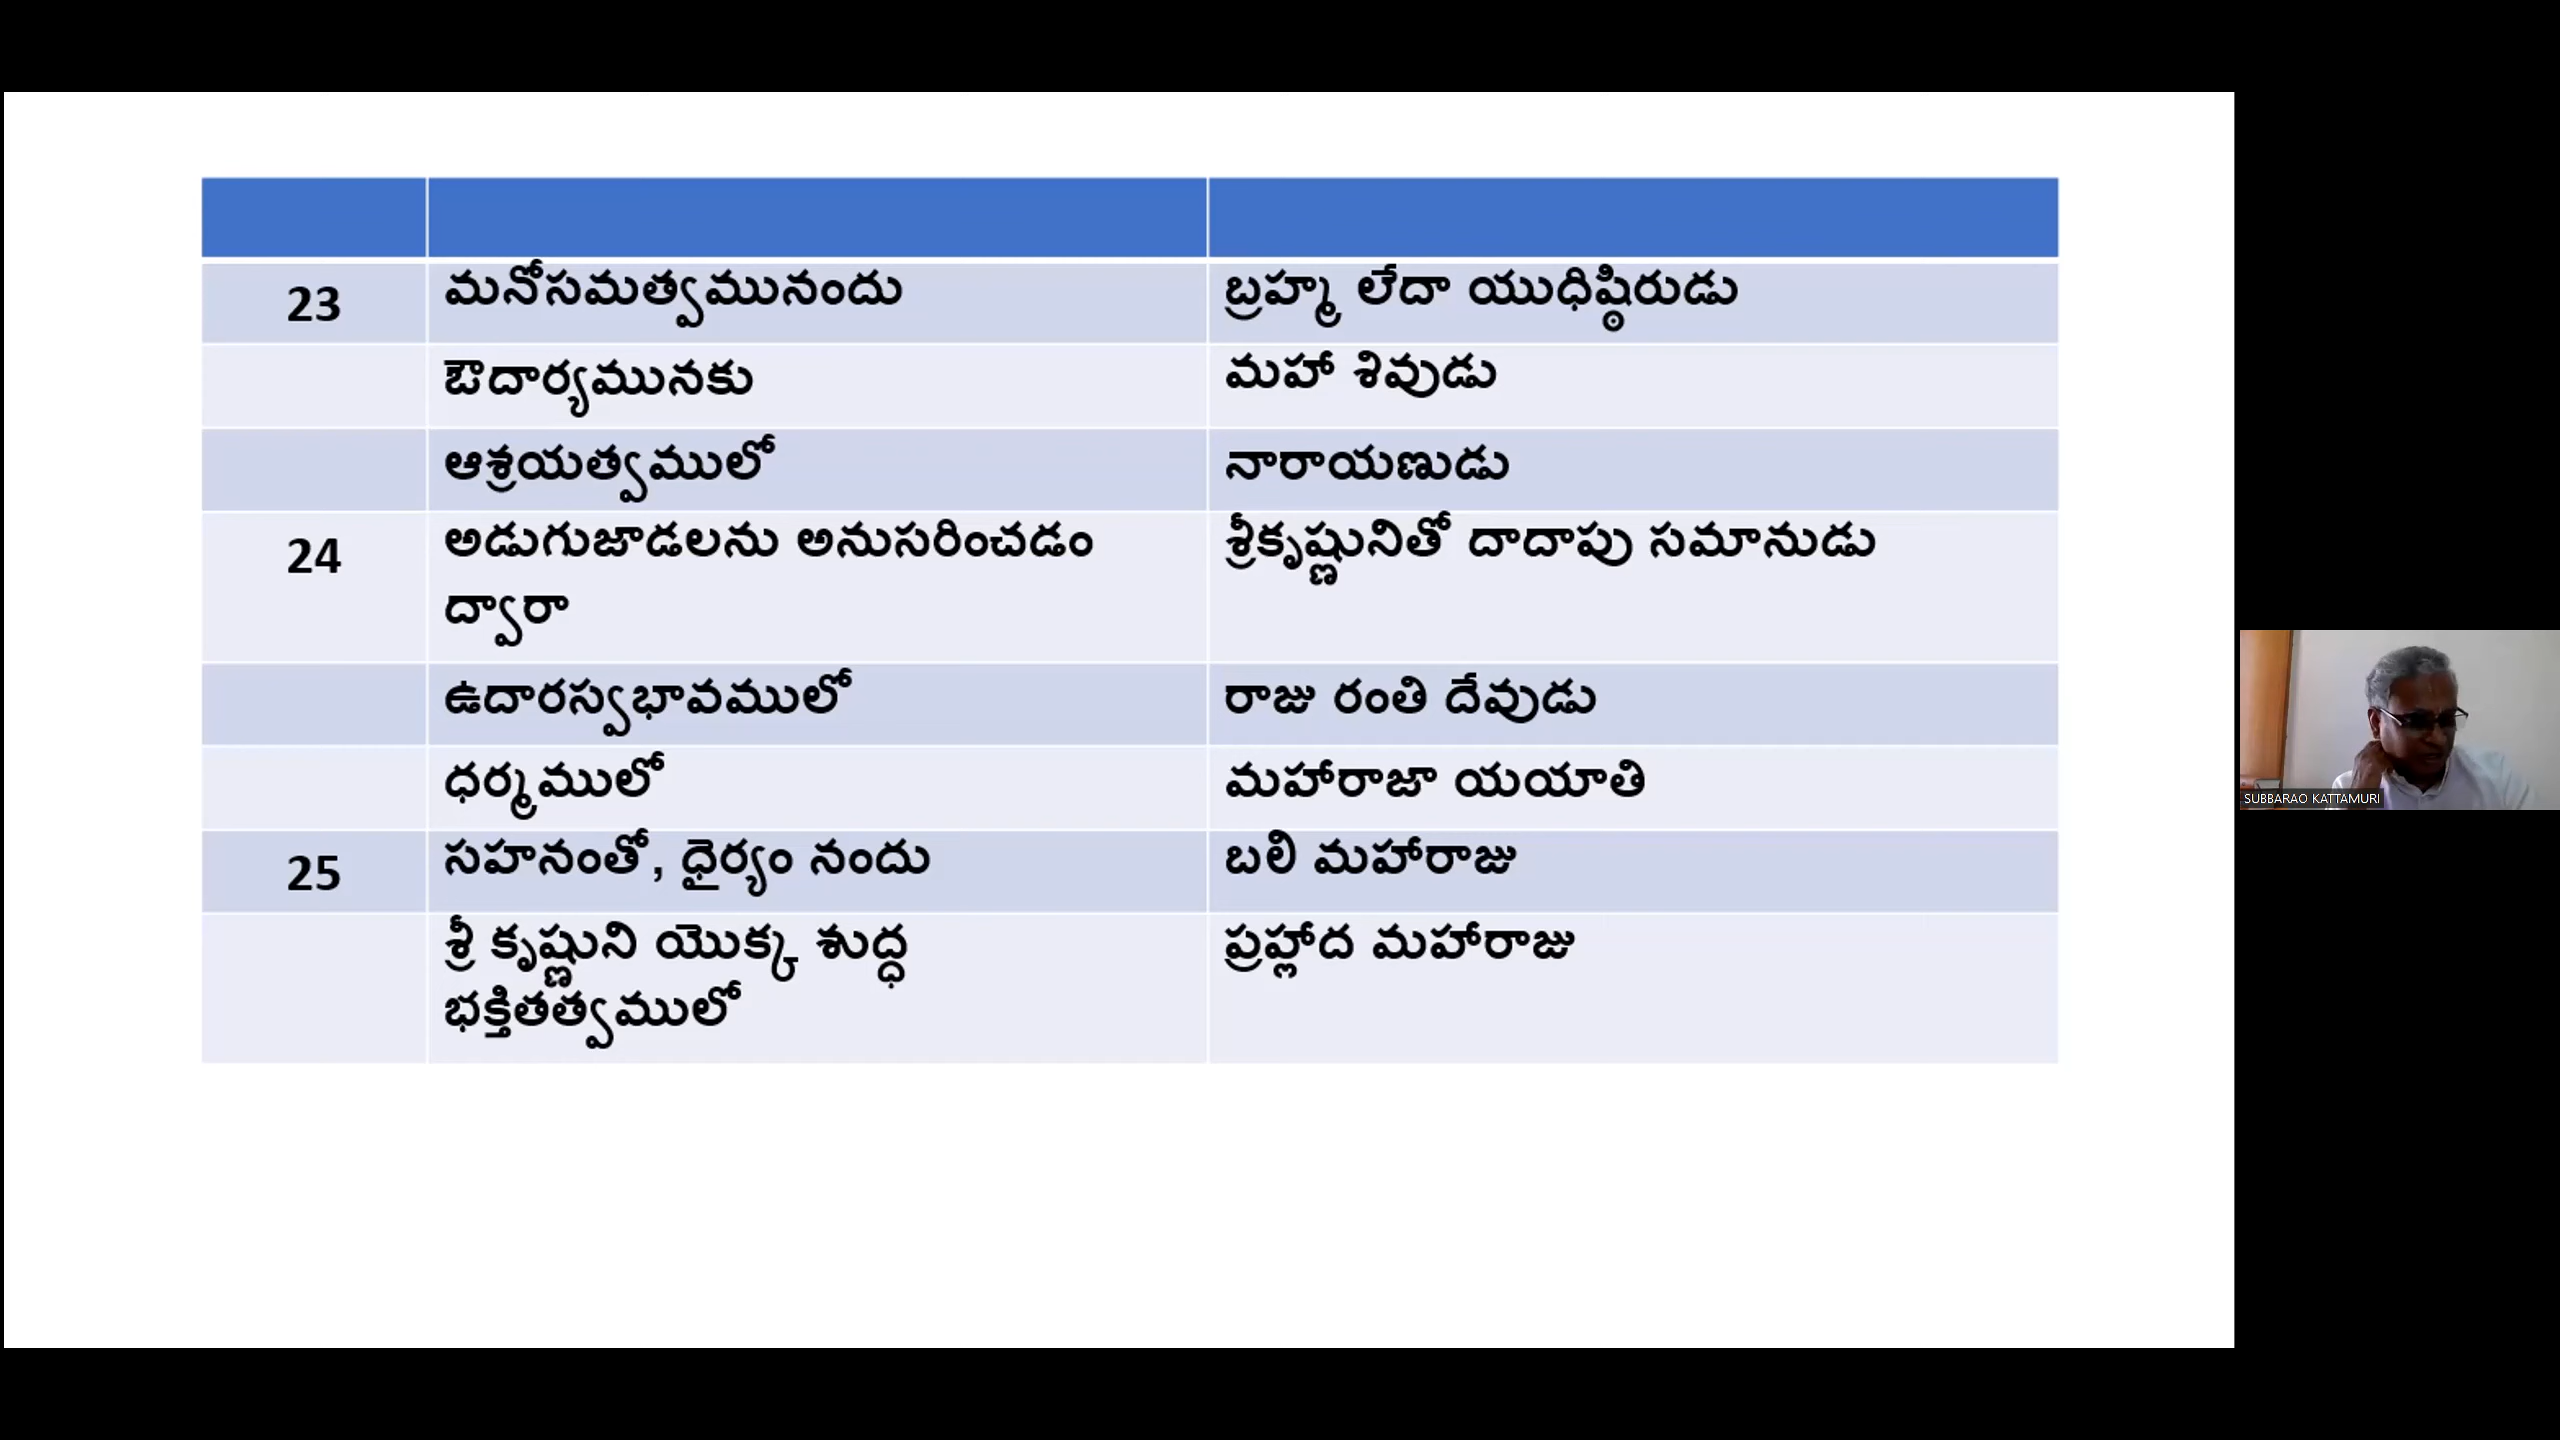 23 మనోసమత్వమునందు బ్రహ్మ లేదా యుధిష్ఠిరుడు
ఔదార్యమునకు మహా శివుడు
ఆశ్రయత్వములో నారాయణుడు
24 అడుగుజాడలను అనుసరించడం శ్రీకృష్ణునితో దాదాపు సమానుడు
ద్వారా
ఉదారస్వభావములో రాజు రంతి దేవుడు
ధర్మములో మహారాజా యయాతి
25 సహనంతో, ధైర్యం నందు బలి మహారాజు
శ్రీ కృష్ణుని యొక్క శుద్ధ ప్రహ్లాద మహారాజు
భక్తితత్వములో
SUBBARAO KATTAMURI